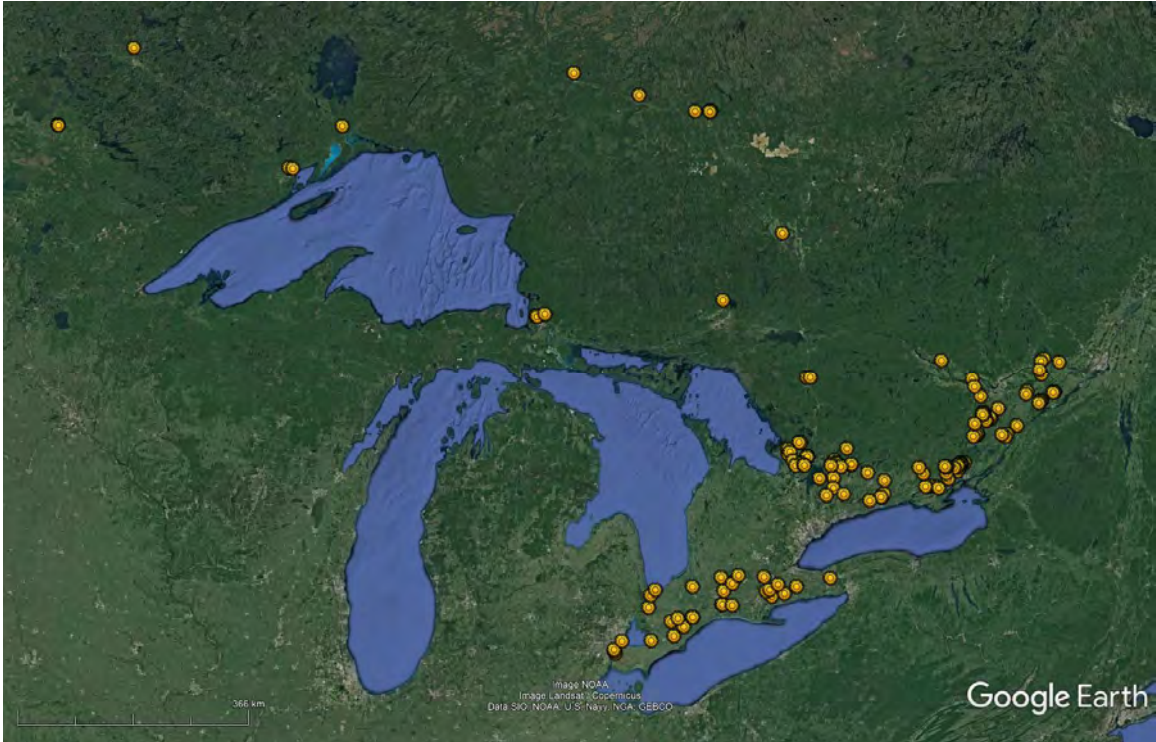 Image NOAA
Image Landsat / Copernicus
Data SIO, NOAA, U.S. Navy, NGA, GEBCO
366 km
Google Earth